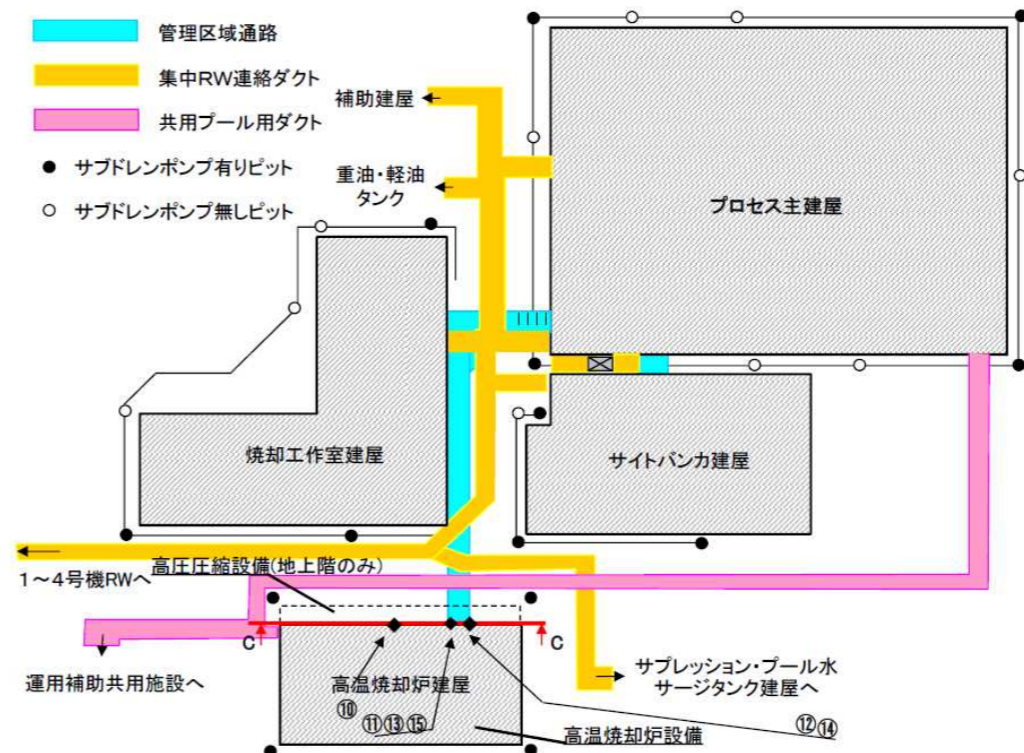 管理区域通路
集中RW連絡ダクト
共用プール用ダクト
サブドレンポンプ有りピット
サブドレンポンプ無しピット
補助建屋
重油・軽油
タンク
プロセス主建屋
焼却工作室建屋
サイトバンカ建屋
1~4号機RWへ
高圧圧縮設備(地上階のみ)
C
C
運用補助共用施設へ
高温焼却炉建屋
⑩
⑪⑬⑮
サプレッション・プール水
サージタンク建屋へ
⑫⑭
高温焼却炉設備